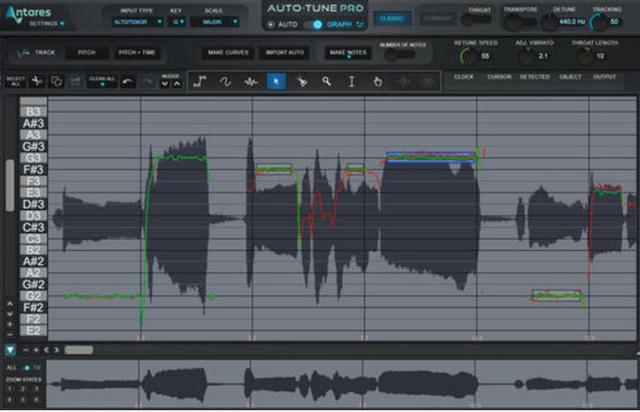 Antares
SETTINGS
INPUT TYPE
ALTO/TENOR
KEY
G
SCALE
MAJOR
AUTO-TUNE PRO
AUTO
GRAPH
CLASSIC
THROAT
TRANSPOSE
DETUNE
440.0 Hz
TRACKING
50
TRACK
PITCH
PITCH + TIME
MAKE CURVES
IMPORT AUTO
MAKE NOTES
NUMBER OF NOTES
RETUNE SPEED
55
ADJ. VIBRATO
2.1
THROAT LENGTH
10
SELECT ALL
CLEAR ALL
NUDGE
CLOCK
CURSOR
DETECTED
OBJECT
OUTPUT
B3
A#3
A3
G#3
G3
F#3
F3
E3
D#3
D3
C#3
C3
B2
A#2
A2
G#2
G2
F#2
F2
E2
ALL
ZOOM STATES
1 2 3
4 5 6